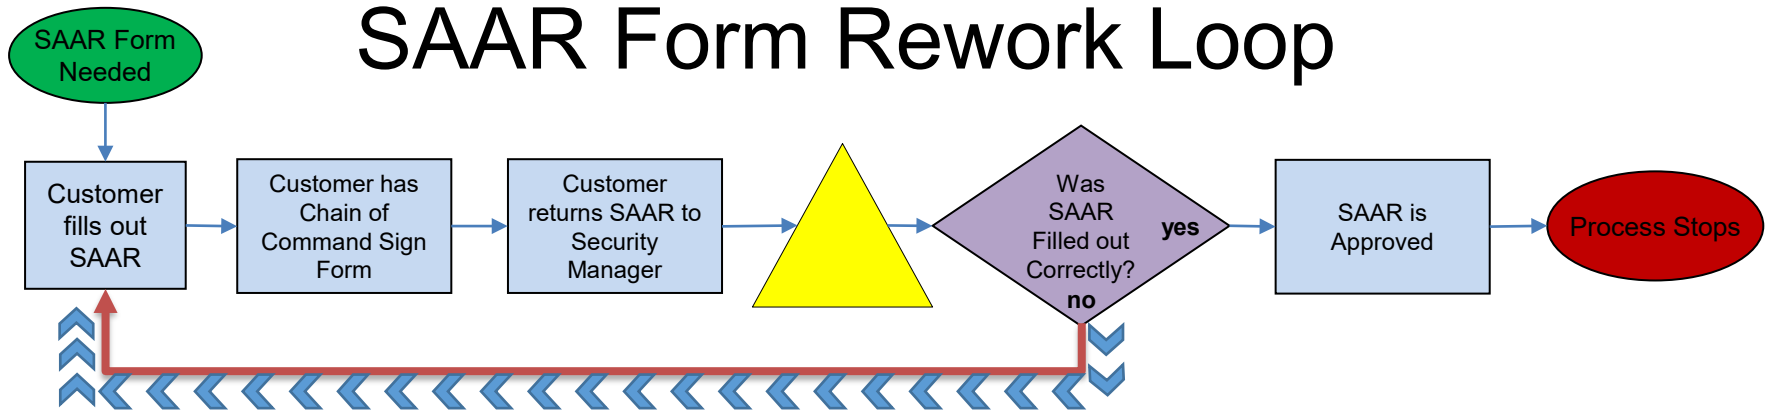 SAAR Form Rework Loop
SAAR Form
Needed
Customer
fills out
SAAR
Customer has
Chain of
Command Sign
Form
Customer
returns SAAR to
Security
Manager
Was
SAAR
Filled out
Correctly?
yes
no
SAAR is
Approved
Process Stops